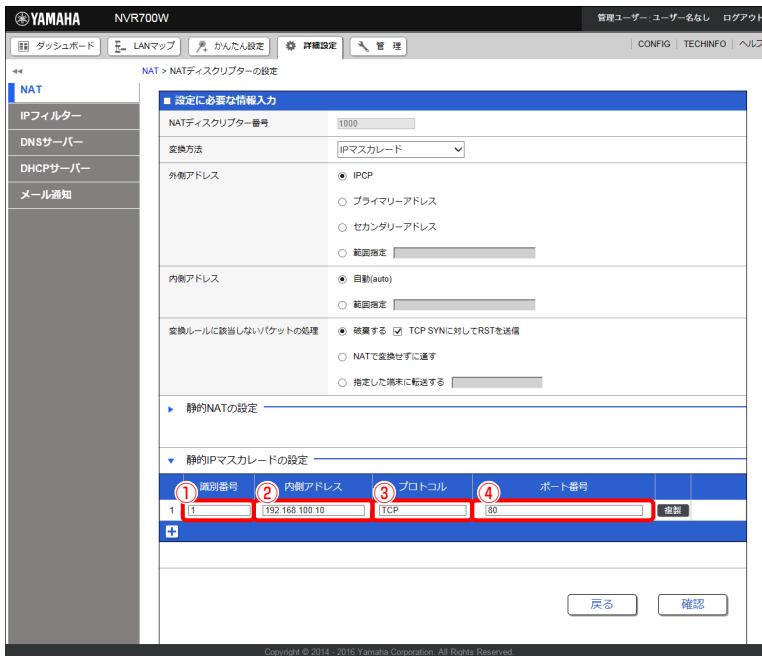 YAMAHA NVR700W 管理ユーザー:ユーザー名なし ログアウ
ダッシュボード LANマップ かんたん設定 詳細設定 管 理 CONFIG TECHINFO ヘルプ
NAT > NATディスクリプターの設定
NAT
IPフィルター
DNSサーバー
DHCPサーバー
メール通知
■ 設定に必要な情報入力
NATディスクリプター番号 1000
変換方法 IPマスカレード
外側アドレス IPCP
プライマリーアドレス
セカンダリーアドレス
範囲指定
内側アドレス 自動(auto)
範囲指定
変換ルールに該当しないパケットの処理 破棄する TCP SYNに対してRSTを送信
NATで変換せずに通す
指定した端末に転送する
静的NATの設定
静的IPマスカレードの設定
① 識別番号 ② 内側アドレス ③ プロトコル ④ ポート番号
1 1 192.168.100.10 TCP 80 複製
戻る 確認
Copyright © 2014 - 2016 Yamaha Corporation. All Rights Reserved.